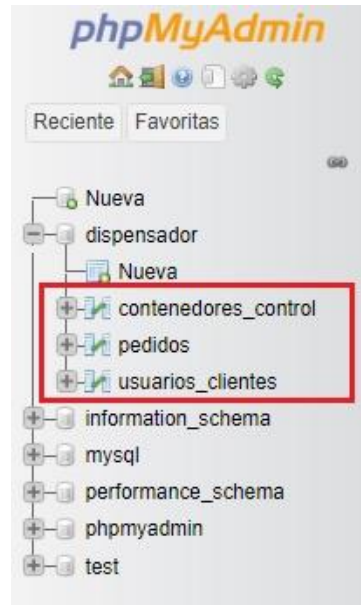 phpMyAdmin
Reciente Favoritas
Nueva
dispensador
Nueva
contenedores_control
pedidos
usuarios_clientes
information_schema
mysql
performance_schema
phpmyadmin
test